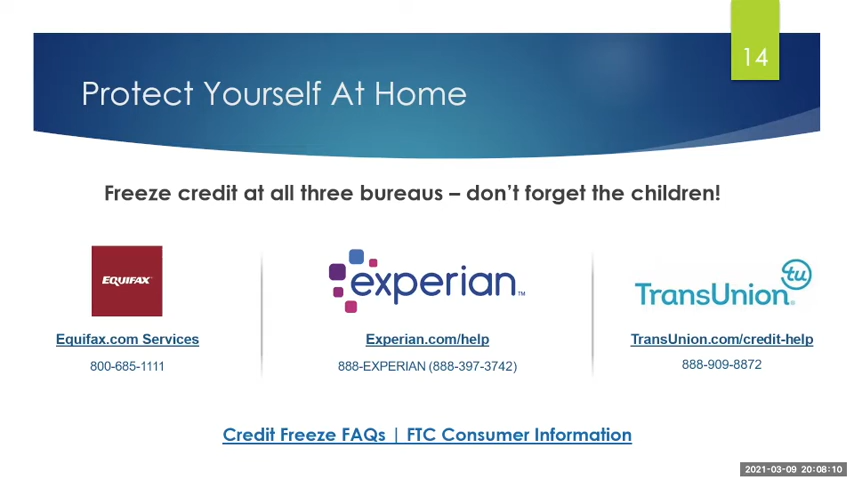 14
Protect Yourself At Home
Freeze credit at all three bureaus – don't forget the children!
EQUIFAX
experian™
TransUnion®
tu
Equifax.com Services
Experian.com/help
TransUnion.com/credit-help
800-685-1111
888-EXPERIAN (888-397-3742)
888-909-8872
Credit Freeze FAQs | FTC Consumer Information
2021-03-09 20:08:10